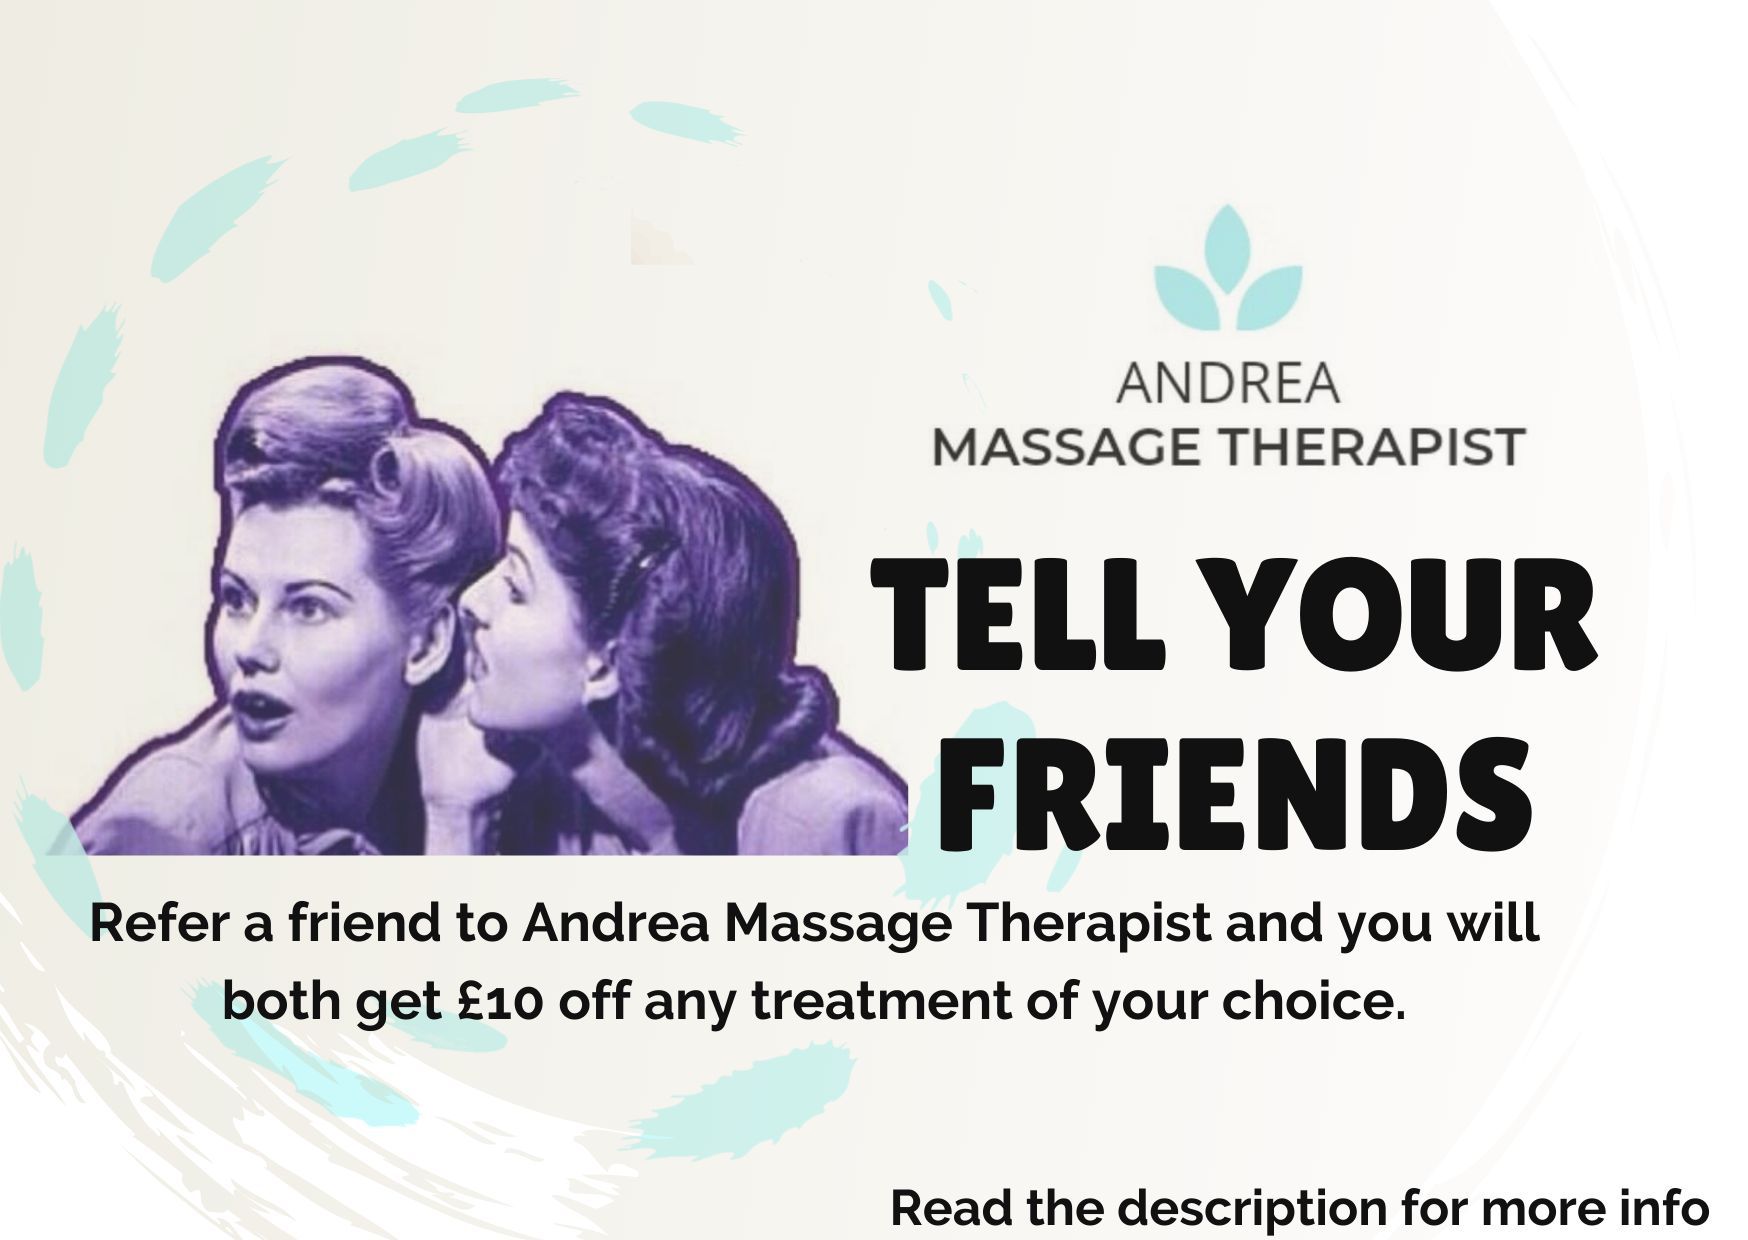 ANDREA
MASSAGE THERAPIST
TELL YOUR
FRIENDS
Refer a friend to Andrea Massage Therapist and you will
both get £10 off any treatment of your choice.
Read the description for more info